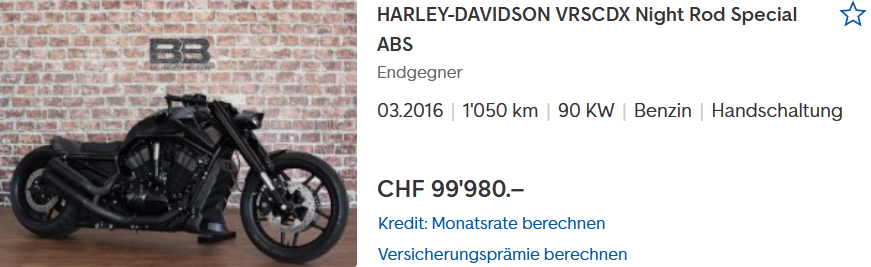 HARLEY-DAVIDSON VRSCDX Night Rod Special
ABS
Endgegner
03.2016 | 1'050 km | 90 KW | Benzin | Handschaltung
CHF 99'980.–
Kredit: Monatsrate berechnen
Versicherungsprämie berechnen